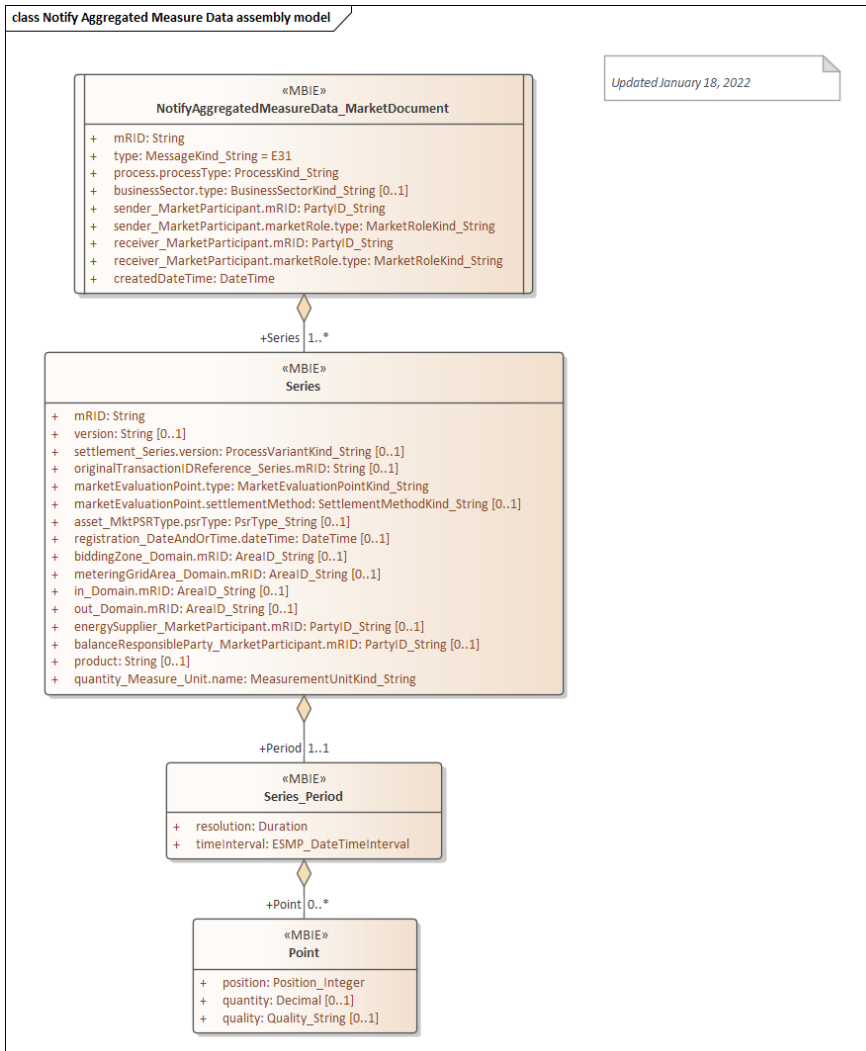 class Notify Aggregated Measure Data assembly model
Updated January 18, 2022
«MBIE»
NotifyAggregatedMeasureData_MarketDocument
+ mRID: String
+ type: MessageKind_String = E31
+ process.processType: ProcessKind_String
+ businessSector.type: BusinessSectorKind_String [0..1]
+ sender_MarketParticipant.mRID: PartyID_String
+ sender_MarketParticipant.marketRole.type: MarketRoleKind_String
+ receiver_MarketParticipant.mRID: PartyID_String
+ receiver_MarketParticipant.marketRole.type: MarketRoleKind_String
+ createdDateTime: DateTime
+Series 1..*
«MBIE»
Series
+ mRID: String
+ version: String [0..1]
+ settlement_Series.version: ProcessVariantKind_String [0..1]
+ originalTransactionIDReference_Series.mRID: String [0..1]
+ marketEvaluationPoint.type: MarketEvaluationPointKind_String
+ marketEvaluationPoint.settlementMethod: SettlementMethodKind_String [0..1]
+ asset_MktPSRType.psrType: PsrType_String [0..1]
+ registration_DateAndOrTime.dateTime: DateTime [0..1]
+ biddingZone_Domain.mRID: AreaID_String [0..1]
+ meteringGridArea_Domain.mRID: AreaID_String [0..1]
+ in_Domain.mRID: AreaID_String [0..1]
+ out_Domain.mRID: AreaID_String [0..1]
+ energySupplier_MarketParticipant.mRID: PartyID_String [0..1]
+ balanceResponsibleParty_MarketParticipant.mRID: PartyID_String [0..1]
+ product: String [0..1]
+ quantity_Measure_Unit.name: MeasurementUnitKind_String
+Period 1..1
«MBIE»
Series_Period
+ resolution: Duration
+ timeInterval: ESMP_DateTimeInterval
+Point 0..*
«MBIE»
Point
+ position: Position_Integer
+ quantity: Decimal [0..1]
+ quality: Quality_String [0..1]